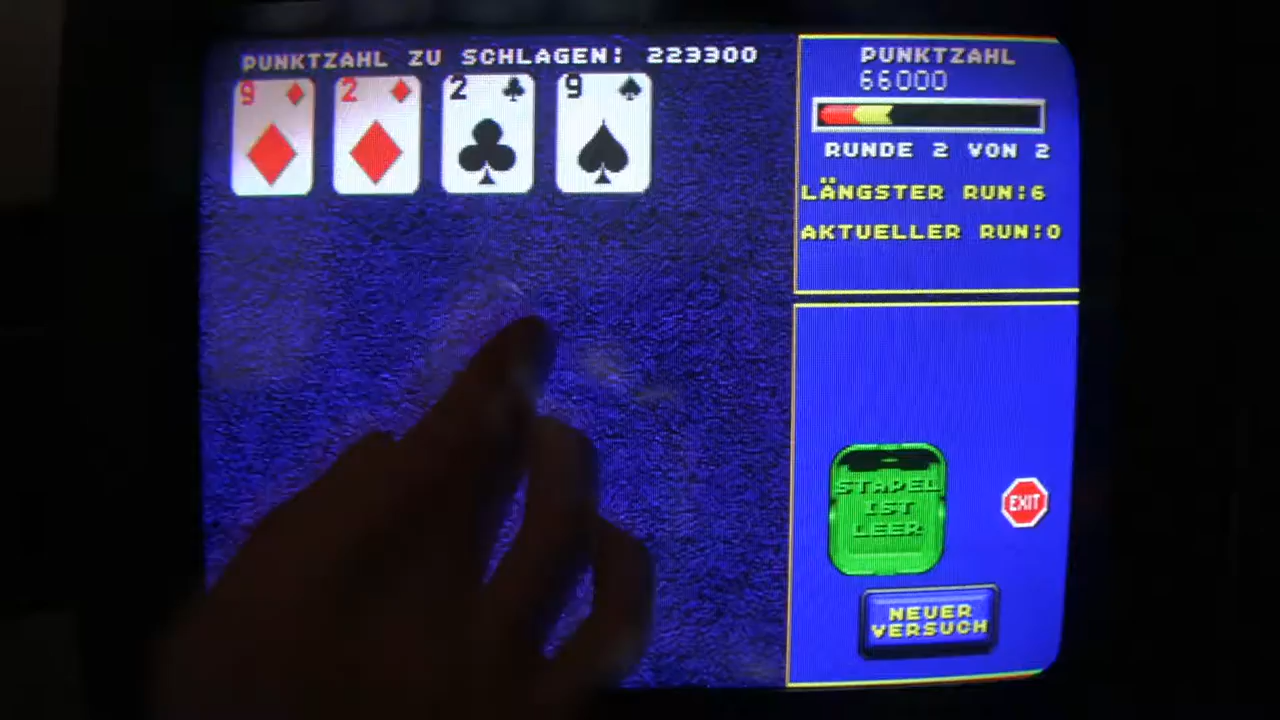 PUNKTZAHL ZU SCHLAGEN: 223300
9 2 2 9
PUNKTZAHL
66000
RUNDE 2 VON 2
LÄNGSTER RUN:6
AKTUELLER RUN:0
STAPEL
IST
LEER
EXIT
NEUER
VERSUCH